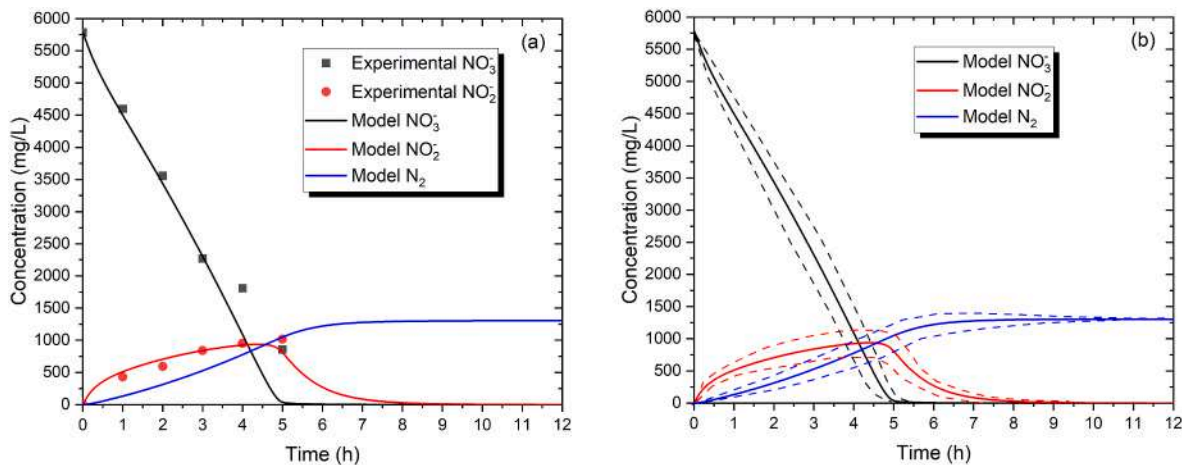 (a)
Experimental NO₃⁻
Experimental NO₂⁻
Model NO₃⁻
Model NO₂⁻
Model N₂
Concentration (mg/L)
6000
5500
5000
4500
4000
3500
3000
2500
2000
1500
1000
500
0
0 1 2 3 4 5 6 7 8 9 10 11 12
Time (h)
(b)
Model NO₃⁻
Model NO₂⁻
Model N₂
Concentration (mg/L)
6000
5500
5000
4500
4000
3500
3000
2500
2000
1500
1000
500
0
0 1 2 3 4 5 6 7 8 9 10 11 12
Time (h)